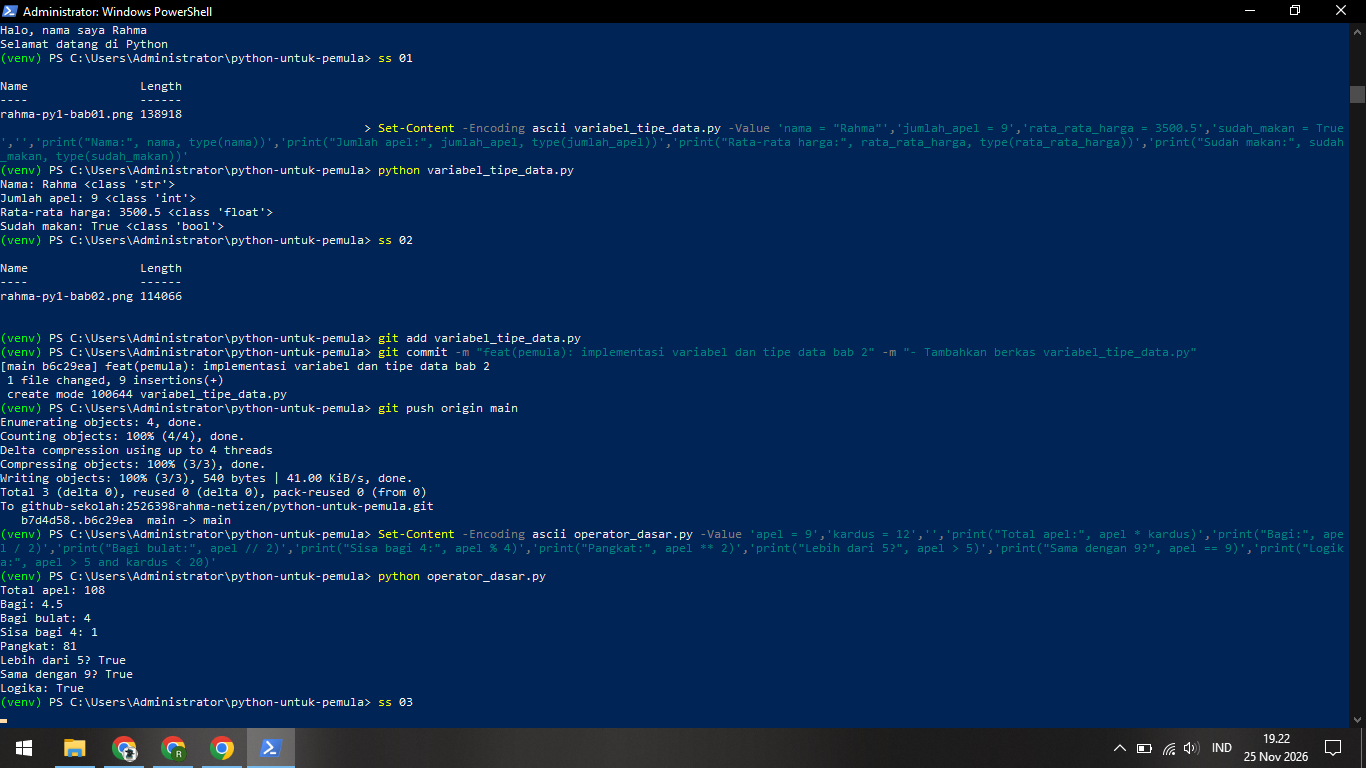 Administrator: Windows PowerShell
Halo, nama saya Rahma
Selamat datang di Python
(venv) PS C:\Users\Administrator\python-untuk-pemula> ss 01
Name                Length
----                ------
rahma-py1-bab01.png 138918
> Set-Content -Encoding ascii variabel_tipe_data.py -Value 'nama = "Rahma"','jumlah_apel = 9','rata_rata_harga = 3500.5','sudah_makan = True
','','print("Nama:", nama, type(nama))','print("Jumlah apel:", jumlah_apel, type(jumlah_apel))','print("Rata-rata harga:", rata_rata_harga, type(rata_rata_harga))','print("Sudah makan:", sudah
_makan, type(sudah_makan))'
(venv) PS C:\Users\Administrator\python-untuk-pemula> python variabel_tipe_data.py
Nama: Rahma <class 'str'>
Jumlah apel: 9 <class 'int'>
Rata-rata harga: 3500.5 <class 'float'>
Sudah makan: True <class 'bool'>
(venv) PS C:\Users\Administrator\python-untuk-pemula> ss 02
Name                Length
----                ------
rahma-py1-bab02.png 114066
(venv) PS C:\Users\Administrator\python-untuk-pemula> git add variabel_tipe_data.py
(venv) PS C:\Users\Administrator\python-untuk-pemula> git commit -m "feat(pemula): implementasi variabel dan tipe data bab 2" -m "- Tambahkan berkas variabel_tipe_data.py"
[main b6c29ea] feat(pemula): implementasi variabel dan tipe data bab 2
 1 file changed, 9 insertions(+)
 create mode 100644 variabel_tipe_data.py
(venv) PS C:\Users\Administrator\python-untuk-pemula> git push origin main
Enumerating objects: 4, done.
Counting objects: 100% (4/4), done.
Delta compression using up to 4 threads
Compressing objects: 100% (3/3), done.
Writing objects: 100% (3/3), 540 bytes | 41.00 KiB/s, done.
Total 3 (delta 0), reused 0 (delta 0), pack-reused 0 (from 0)
To github-sekolah:2526398rahma-netizen/python-untuk-pemula.git
   b7d4d58..b6c29ea  main -> main
(venv) PS C:\Users\Administrator\python-untuk-pemula> Set-Content -Encoding ascii operator_dasar.py -Value 'apel = 9','kardus = 12','','print("Total apel:", apel * kardus)','print("Bagi:", ape
l / 2)','print("Bagi bulat:", apel // 2)','print("Sisa bagi 4:", apel % 4)','print("Pangkat:", apel ** 2)','print("Lebih dari 5?", apel > 5)','print("Sama dengan 9?", apel == 9)','print("Logik
a:", apel > 5 and kardus < 20)'
(venv) PS C:\Users\Administrator\python-untuk-pemula> python operator_dasar.py
Total apel: 108
Bagi: 4.5
Bagi bulat: 4
Sisa bagi 4: 1
Pangkat: 81
Lebih dari 5? True
Sama dengan 9? True
Logika: True
(venv) PS C:\Users\Administrator\python-untuk-pemula> ss 03
R
IND
19.22
25 Nov 2026